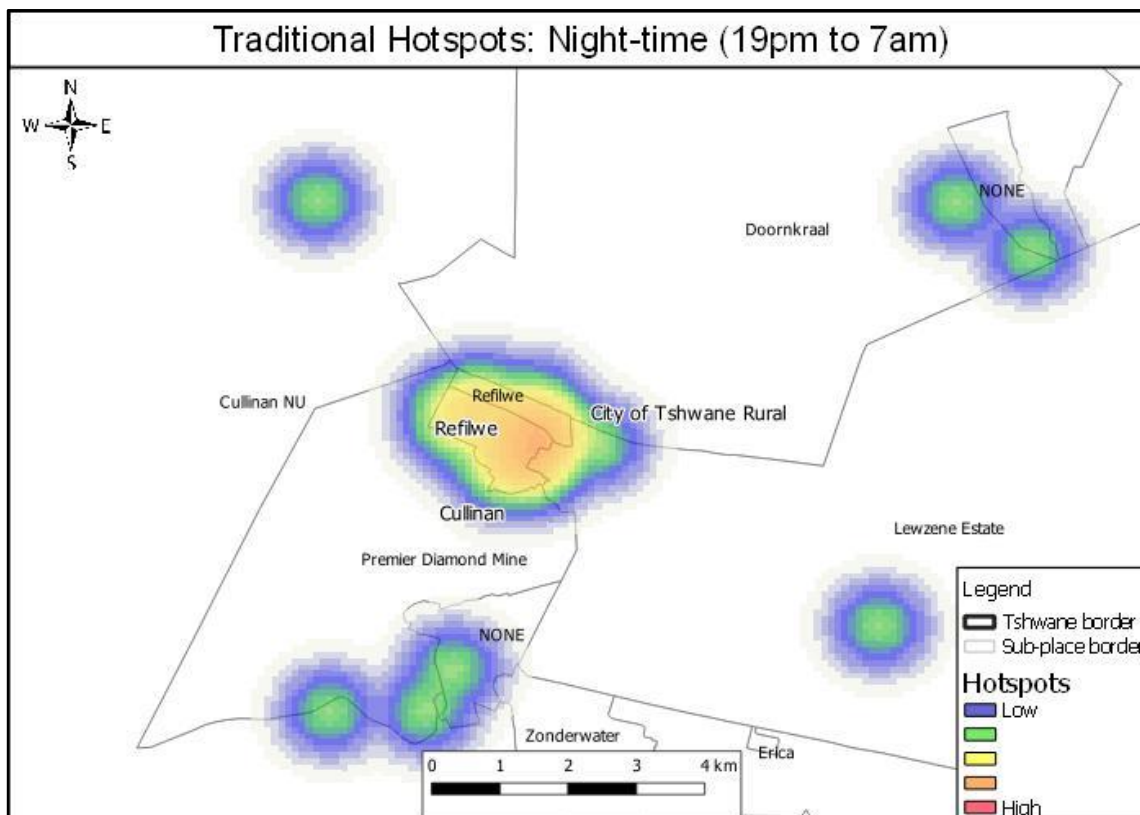 Traditional Hotspots: Night-time (19pm to 7am)
N
W E
S
NONE
Doornkraal
Refilwe
Cullinan NU
City of Tshwane Rural
Refilwe
Cullinan
Lewzene Estate
Premier Diamond Mine
NONE
Zonderwater
Erica
0 1 2 3 4 km
Legend
Tshwane border
Sub-place border
Hotspots
Low
High